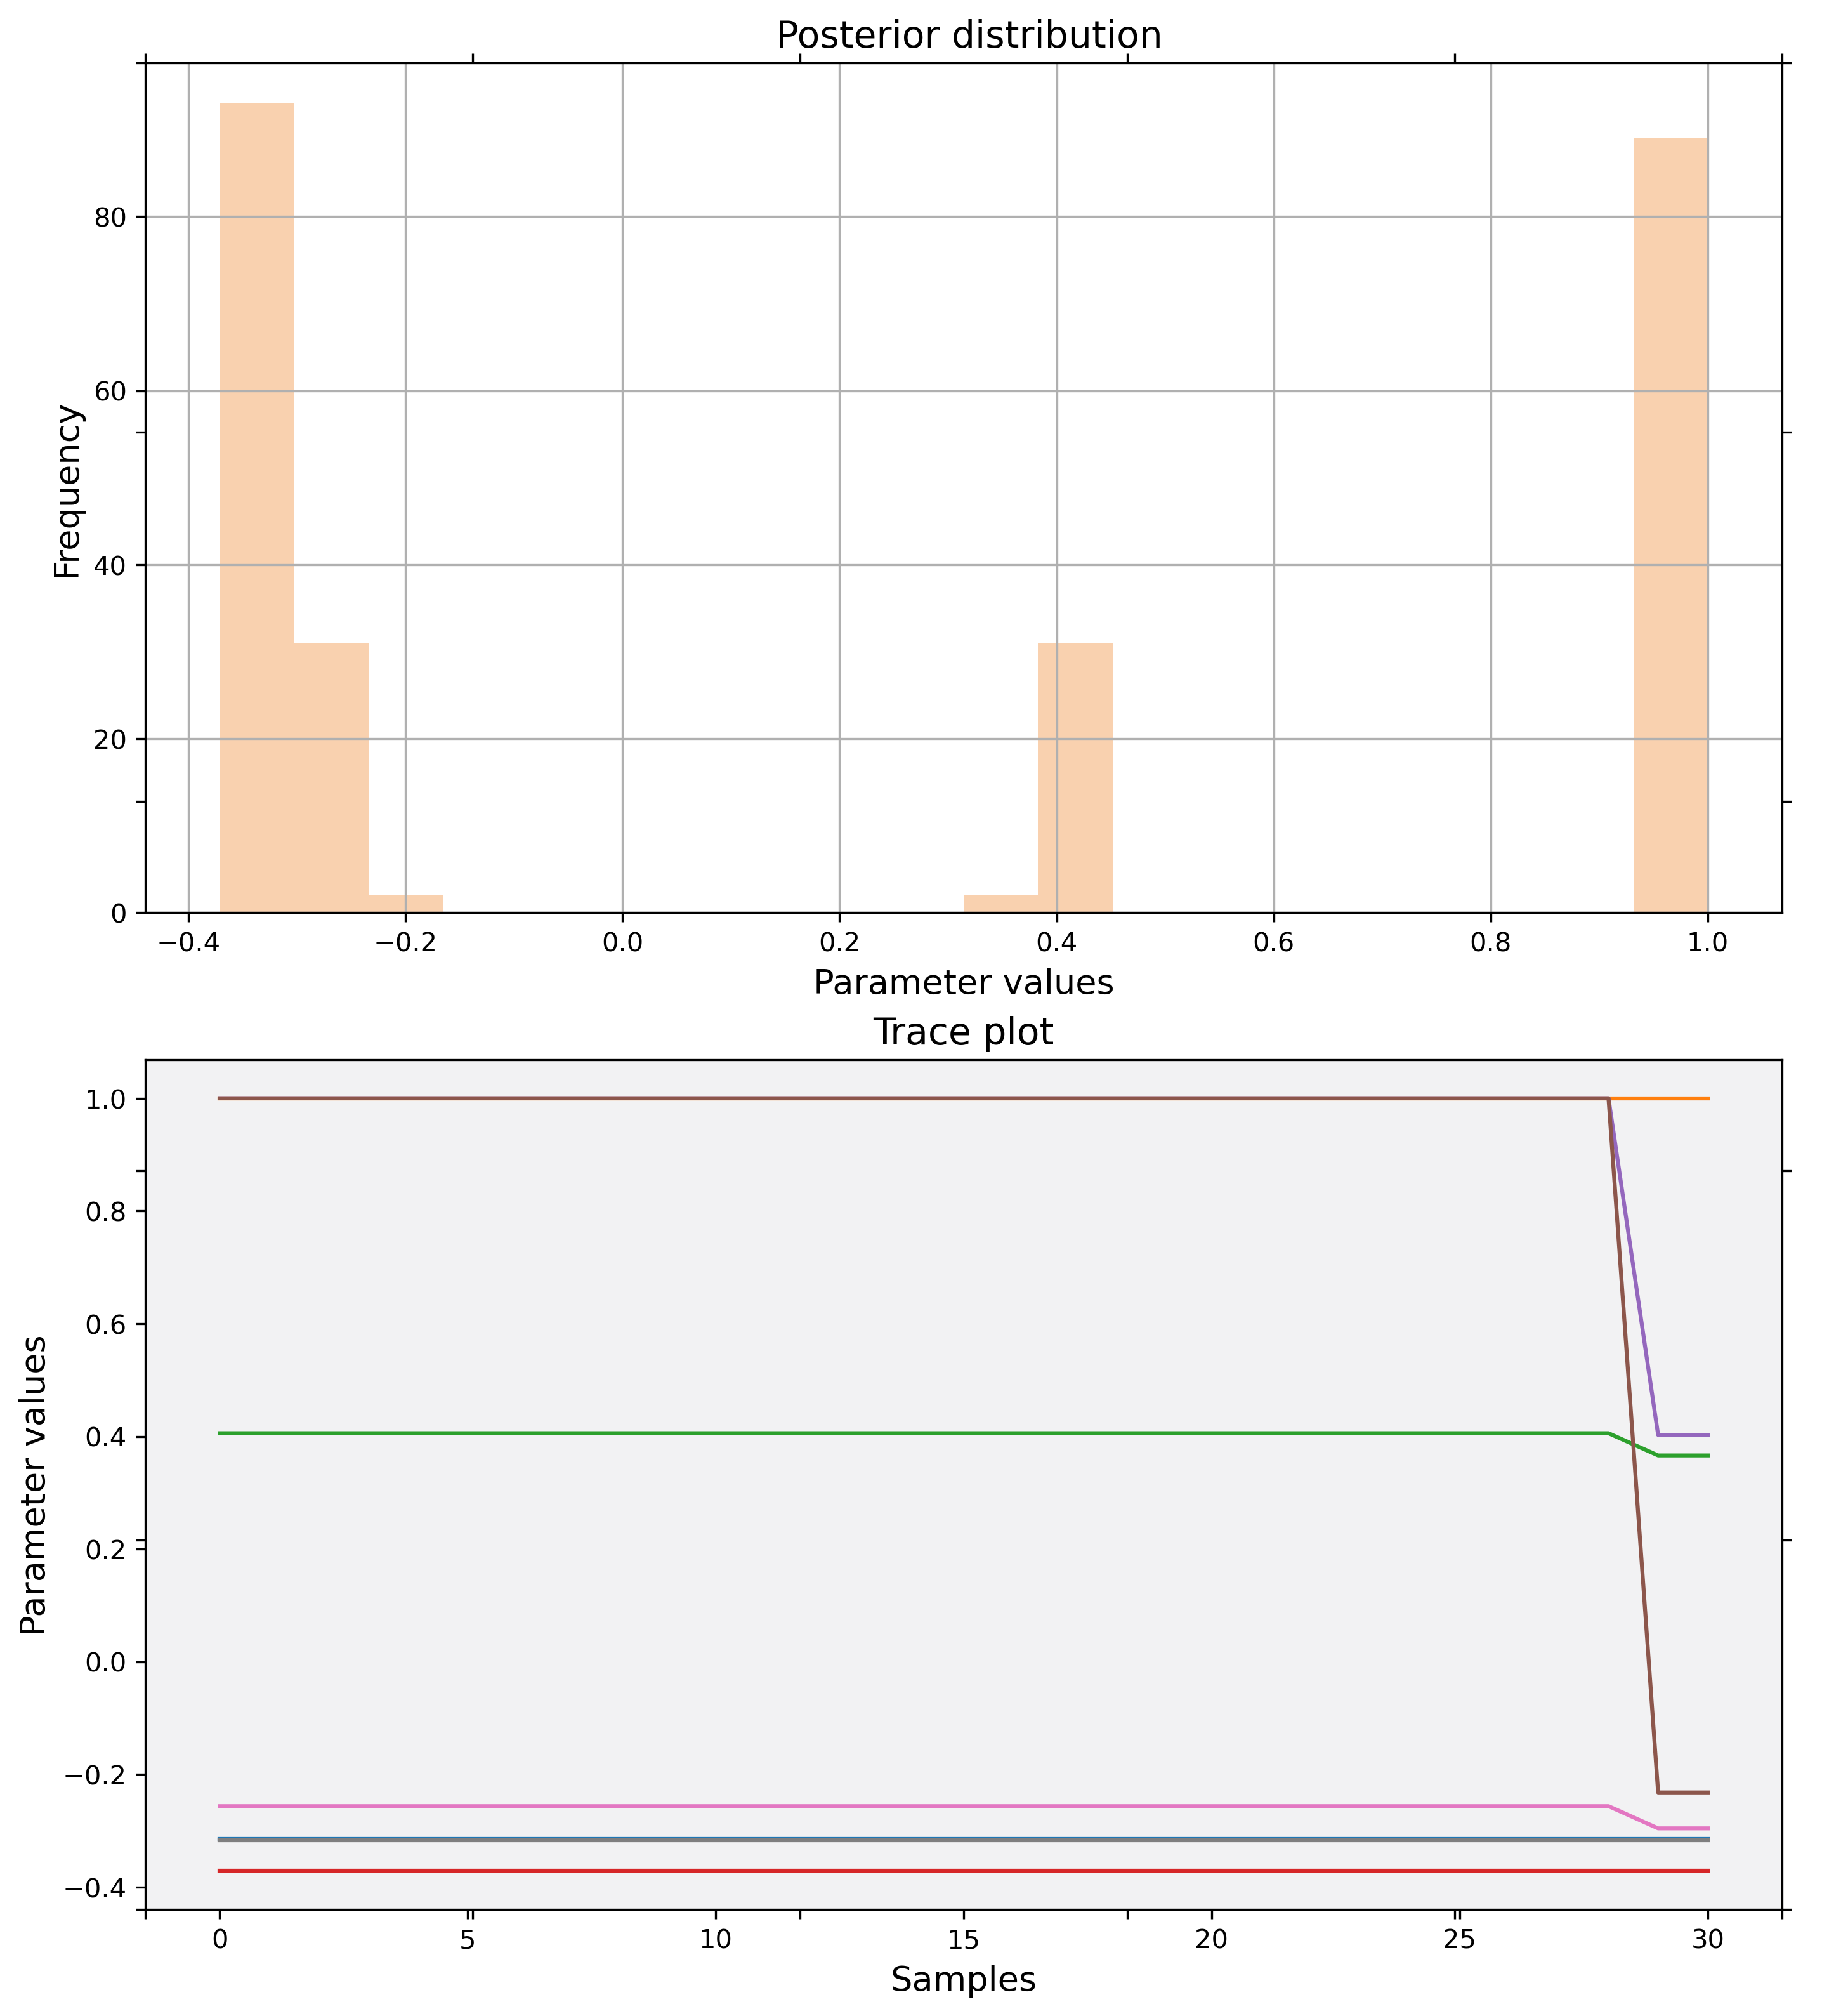 Posterior distribution
80
60
40
20
0
Frequency
−0.4 −0.2 0.0 0.2 0.4 0.6 0.8 1.0
Parameter values
Trace plot
1.0
0.8
0.6
0.4
0.2
0.0
−0.2
−0.4
Parameter values
0 5 10 15 20 25 30
Samples